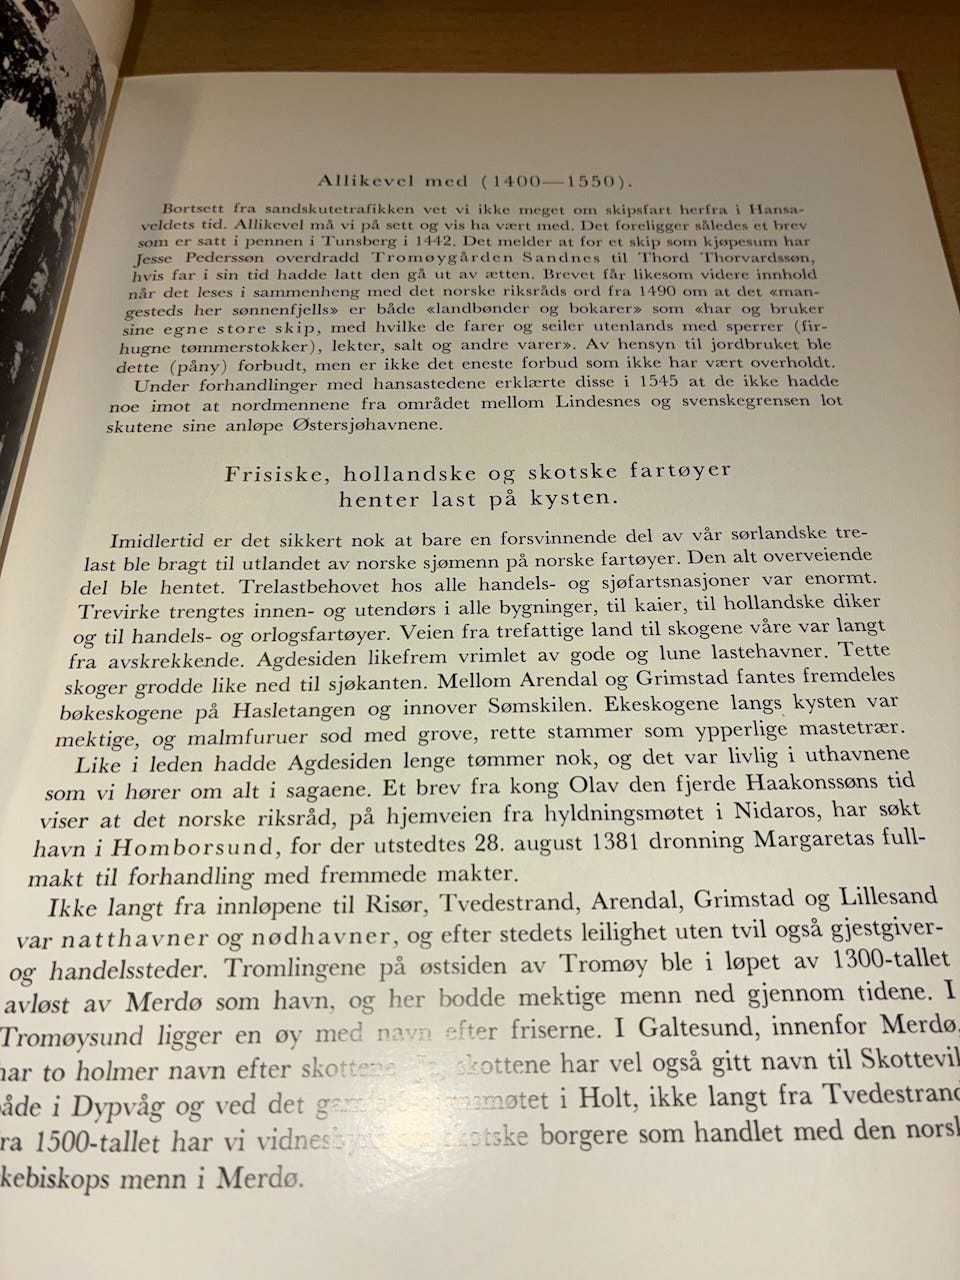 Allikevel med (1400—1550).
Bortsett fra sandskutetrafikken vet vi ikke meget om skipsfart herfra i Hansa-
veldets tid. Allikevel må vi på sett og vis ha vært med. Det foreligger således et brev
som er satt i pennen i Tunsberg i 1442. Det melder at for et skip som kjøpesum har
Jesse Pedersson overdradd Tromøygården Sandnes til Thord Thorvardssøn,
hvis far i sin tid hadde latt den gå ut av ætten. Brevet får likesom videre innhold
når det leses i sammenheng med det norske riksråds ord fra 1490 om at det «man-
gesteds her sønnenfjells» er både «landbønder og bokarer» som «har og bruker
sine egne store skip, med hvilke de farer og seiler utenlands med sperrer (fir-
hugne tømmerstokker), lekter, salt og andre varer». Av hensyn til jordbruket ble
dette (påny) forbudt, men er ikke det eneste forbud som ikke har vært overholdt.
Under forhandlinger med hansastedene erklærte disse i 1545 at de ikke hadde
noe imot at nordmennene fra området mellom Lindesnes og svenskegrensen lot
skutene sine anløpe Østersjøhavnene.
Frisiske, hollandske og skotske fartøyer
henter last på kysten.
Imidlertid er det sikkert nok at bare en forsvinnende del av vår sørlandske tre-
last ble bragt til utlandet av norske sjømenn på norske fartøyer. Den alt overveiende
del ble hentet. Trelastbehovet hos alle handels- og sjøfartsnasjoner var enormt.
Trevirke trengtes innen- og utendørs i alle bygninger, til kaier, til hollandske diker
og til handels- og orlogsfartøyer. Veien fra trefattige land til skogene våre var langt
fra avskrekkende. Agdesiden likefrem vrimlet av gode og lune lastehavner. Tette
skoger grodde like ned til sjøkanten. Mellom Arendal og Grimstad fantes fremdeles
bøkeskogene på Hasletangen og innover Sømskilen. Ekeskogene langs kysten var
mektige, og malmfuruer sod med grove, rette stammer som ypperlige mastetrær.
Like i leden hadde Agdesiden lenge tømmer nok, og det var livlig i uthavnene
som vi hører om alt i sagaene. Et brev fra kong Olav den fjerde Haakonssøns tid
viser at det norske riksråd, på hjemveien fra hyldningsmøtet i Nidaros, har søkt
havn i Homborsund, for der utstedtes 28. august 1381 dronning Margaretas full-
makt til forhandling med fremmede makter.
Ikke langt fra innløpene til Risør, Tvedestrand, Arendal, Grimstad og Lillesand
var natthavner og nødhavner, og efter stedets leilighet uten tvil også gjestgiver-
og handelssteder. Tromlingene på østsiden av Tromøy ble i løpet av 1300-tallet
avløst av Merdø som havn, og her bodde mektige menn ned gjennom tidene. I
Tromøysund ligger en øy med navn efter friserne. I Galtesund, innenfor Merdø,
har to holmer navn efter skottene. skottene har vel også gitt navn til Skottevik
både i Dypvåg og ved det i Holt, ikke langt fra Tvedestrand
ra 1500-tallet har vi borgere som handlet med den norsk
kebiskops menn i Merdø.